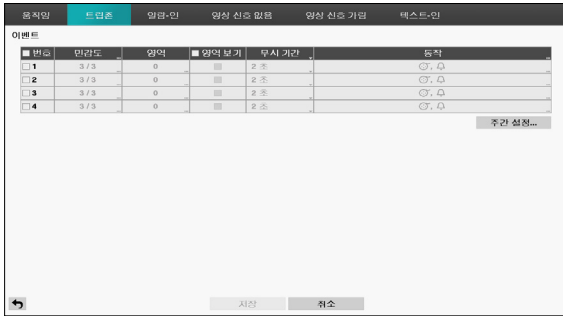 움직임 트립존 알람-인 영상 신호 없음 영상 신호 가림 텍스트-인
이벤트
번호 민감도 영역 영역 보기 무시 기간 동작
1 3 / 3 0 2 초
2 3 / 3 0 2 초
3 3 / 3 0 2 초
4 3 / 3 0 2 초
주간 설정...
저장 취소